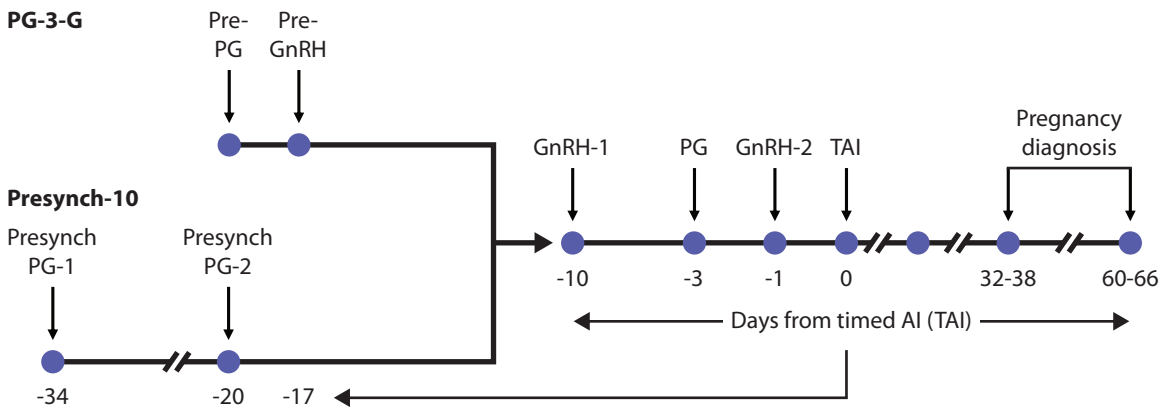 PG-3-G
Pre-
PG
Pre-
GnRH
GnRH-1
PG
GnRH-2
TAI
Pregnancy
diagnosis
Presynch-10
Presynch
PG-1
Presynch
PG-2
-10
-3
-1
0
32-38
60-66
Days from timed AI (TAI)
-34
-20
-17